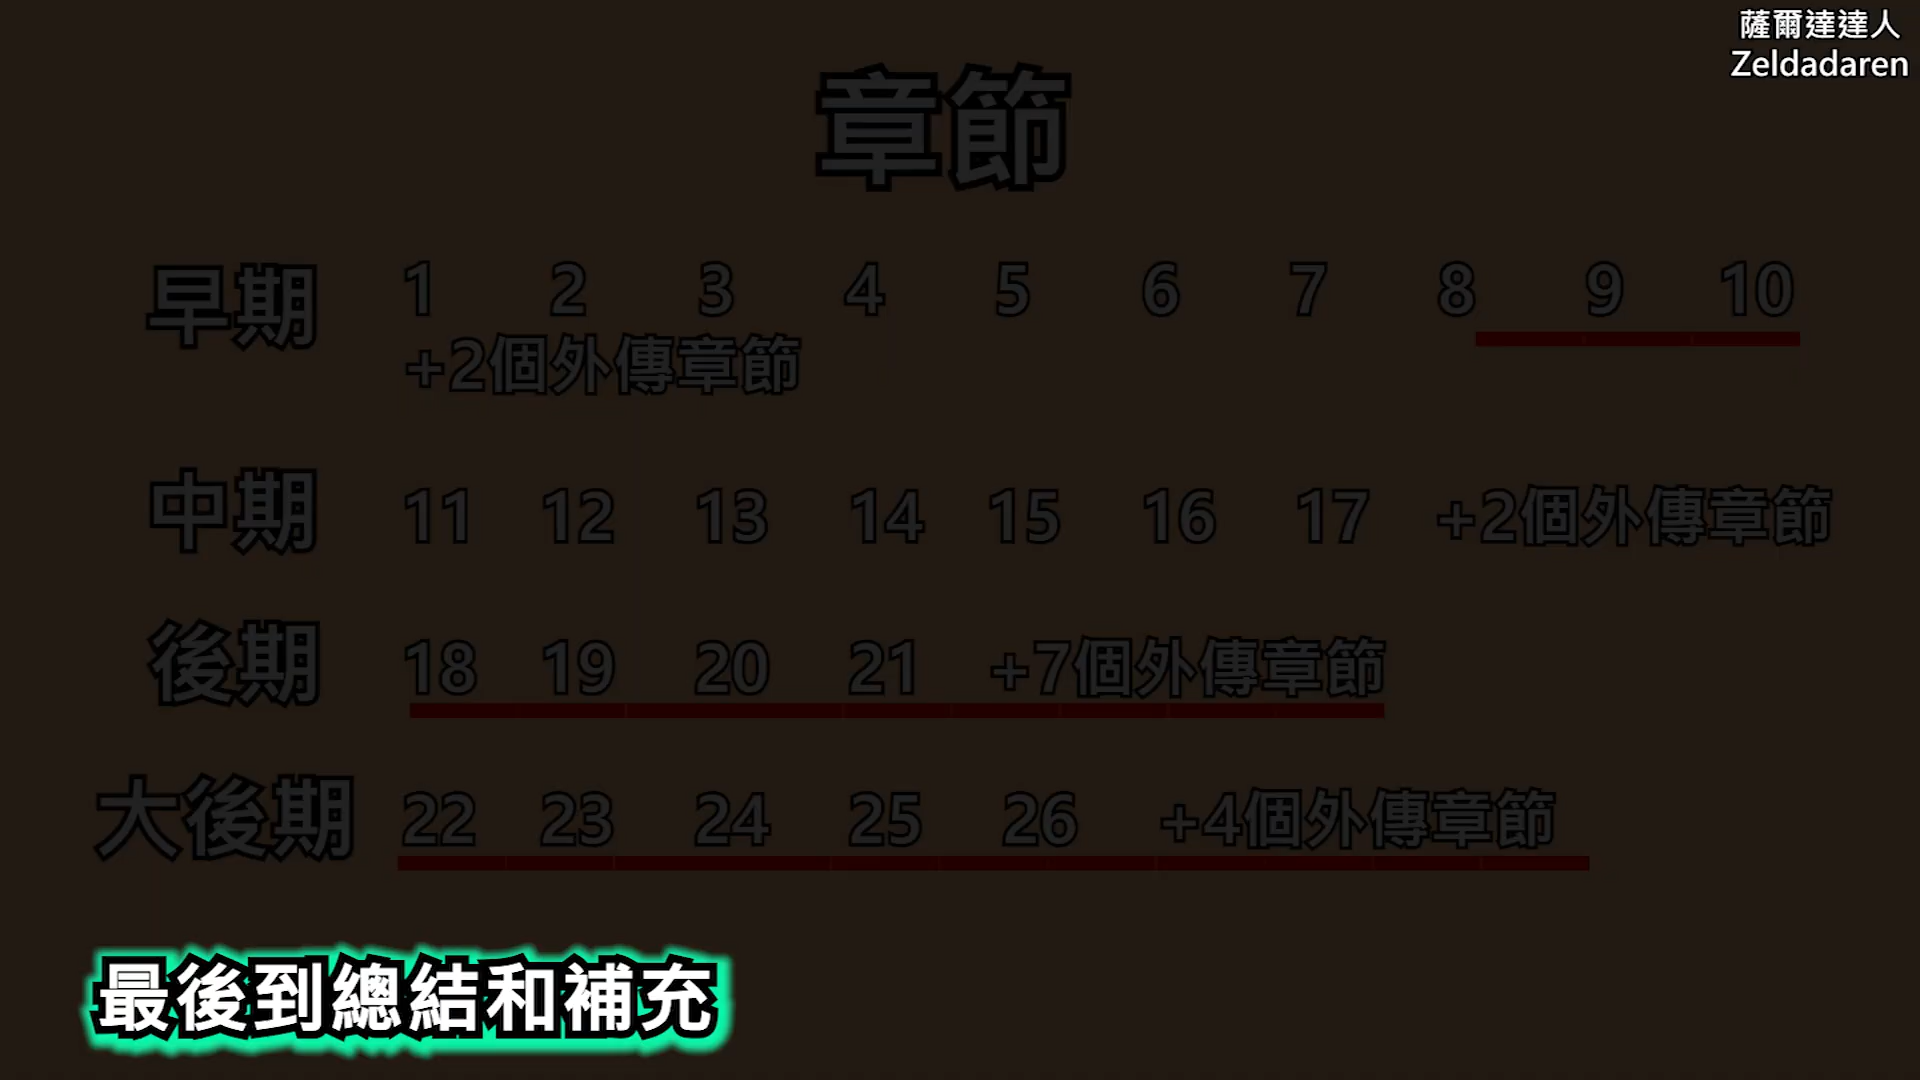 薩爾達達人
Zeldadaren
章節
早期 1 2 3 4 5 6 7 8 9 10
+2個外傳章節
中期 11 12 13 14 15 16 17 +2個外傳章節
後期 18 19 20 21 +7個外傳章節
大後期 22 23 24 25 26 +4個外傳章節
最後到總結和補充